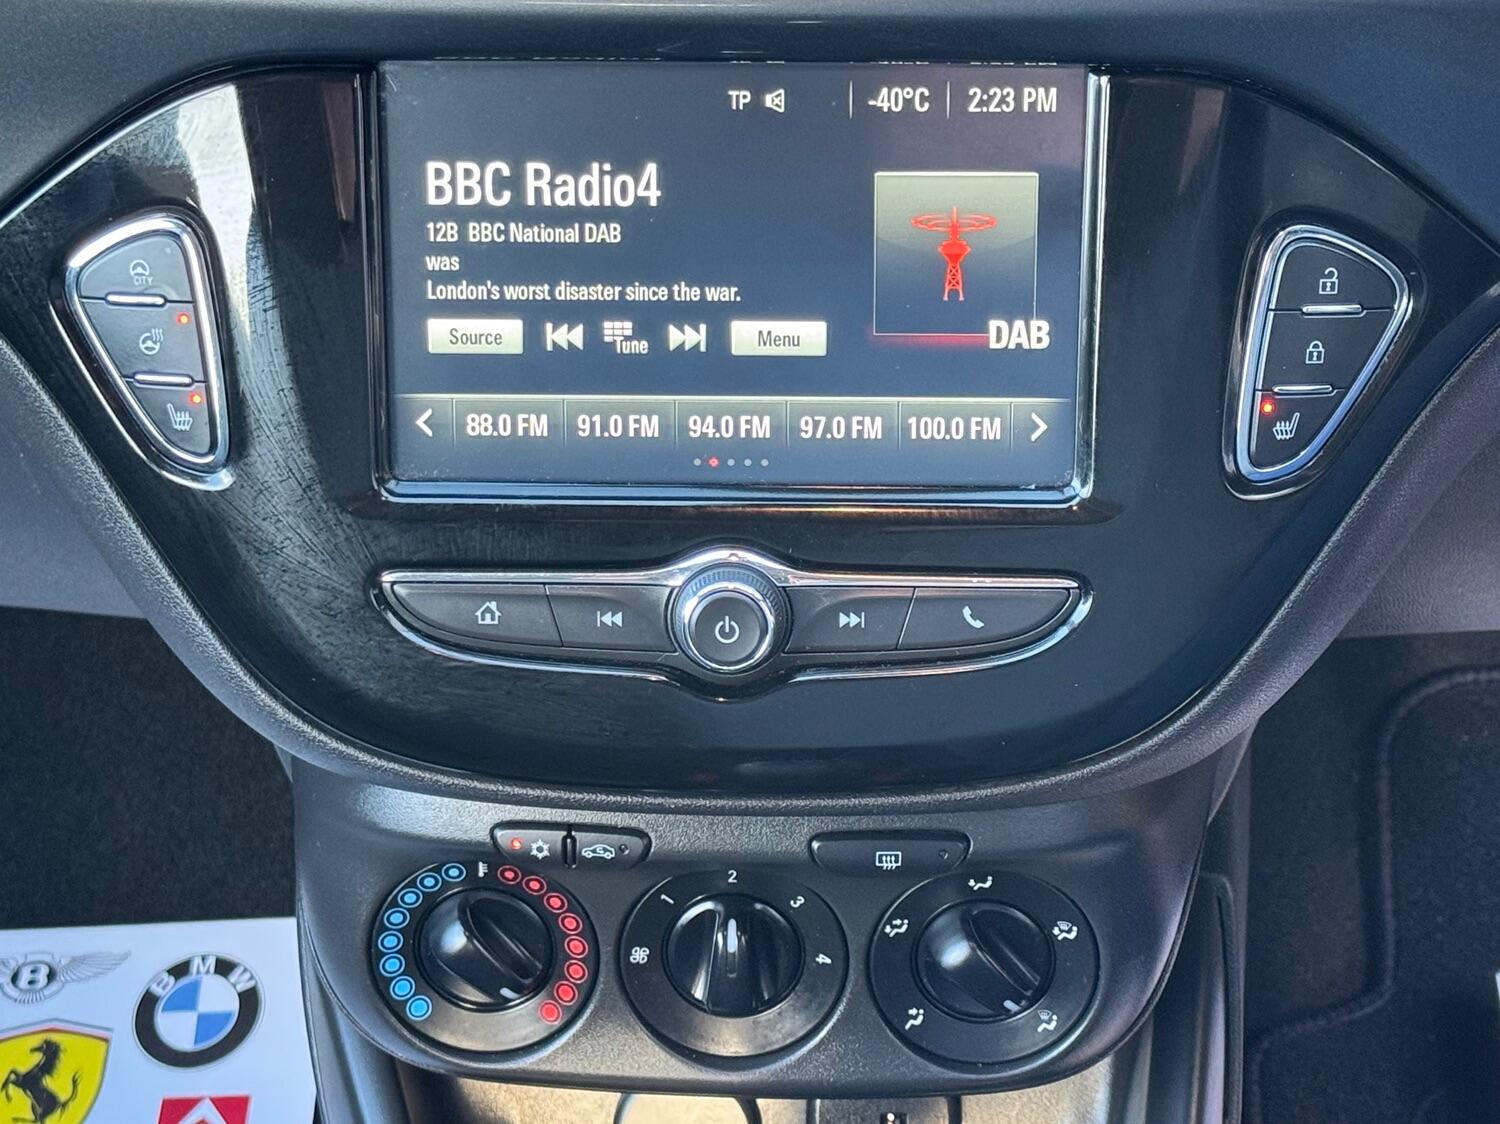 TP -40°C 2:23 PM
BBC Radio4
12B BBC National DAB
was
London's worst disaster since the war.
DAB
Source Tune Menu
88.0 FM 91.0 FM 94.0 FM 97.0 FM 100.0 FM
CITY
1 2 3 4
B
BMW